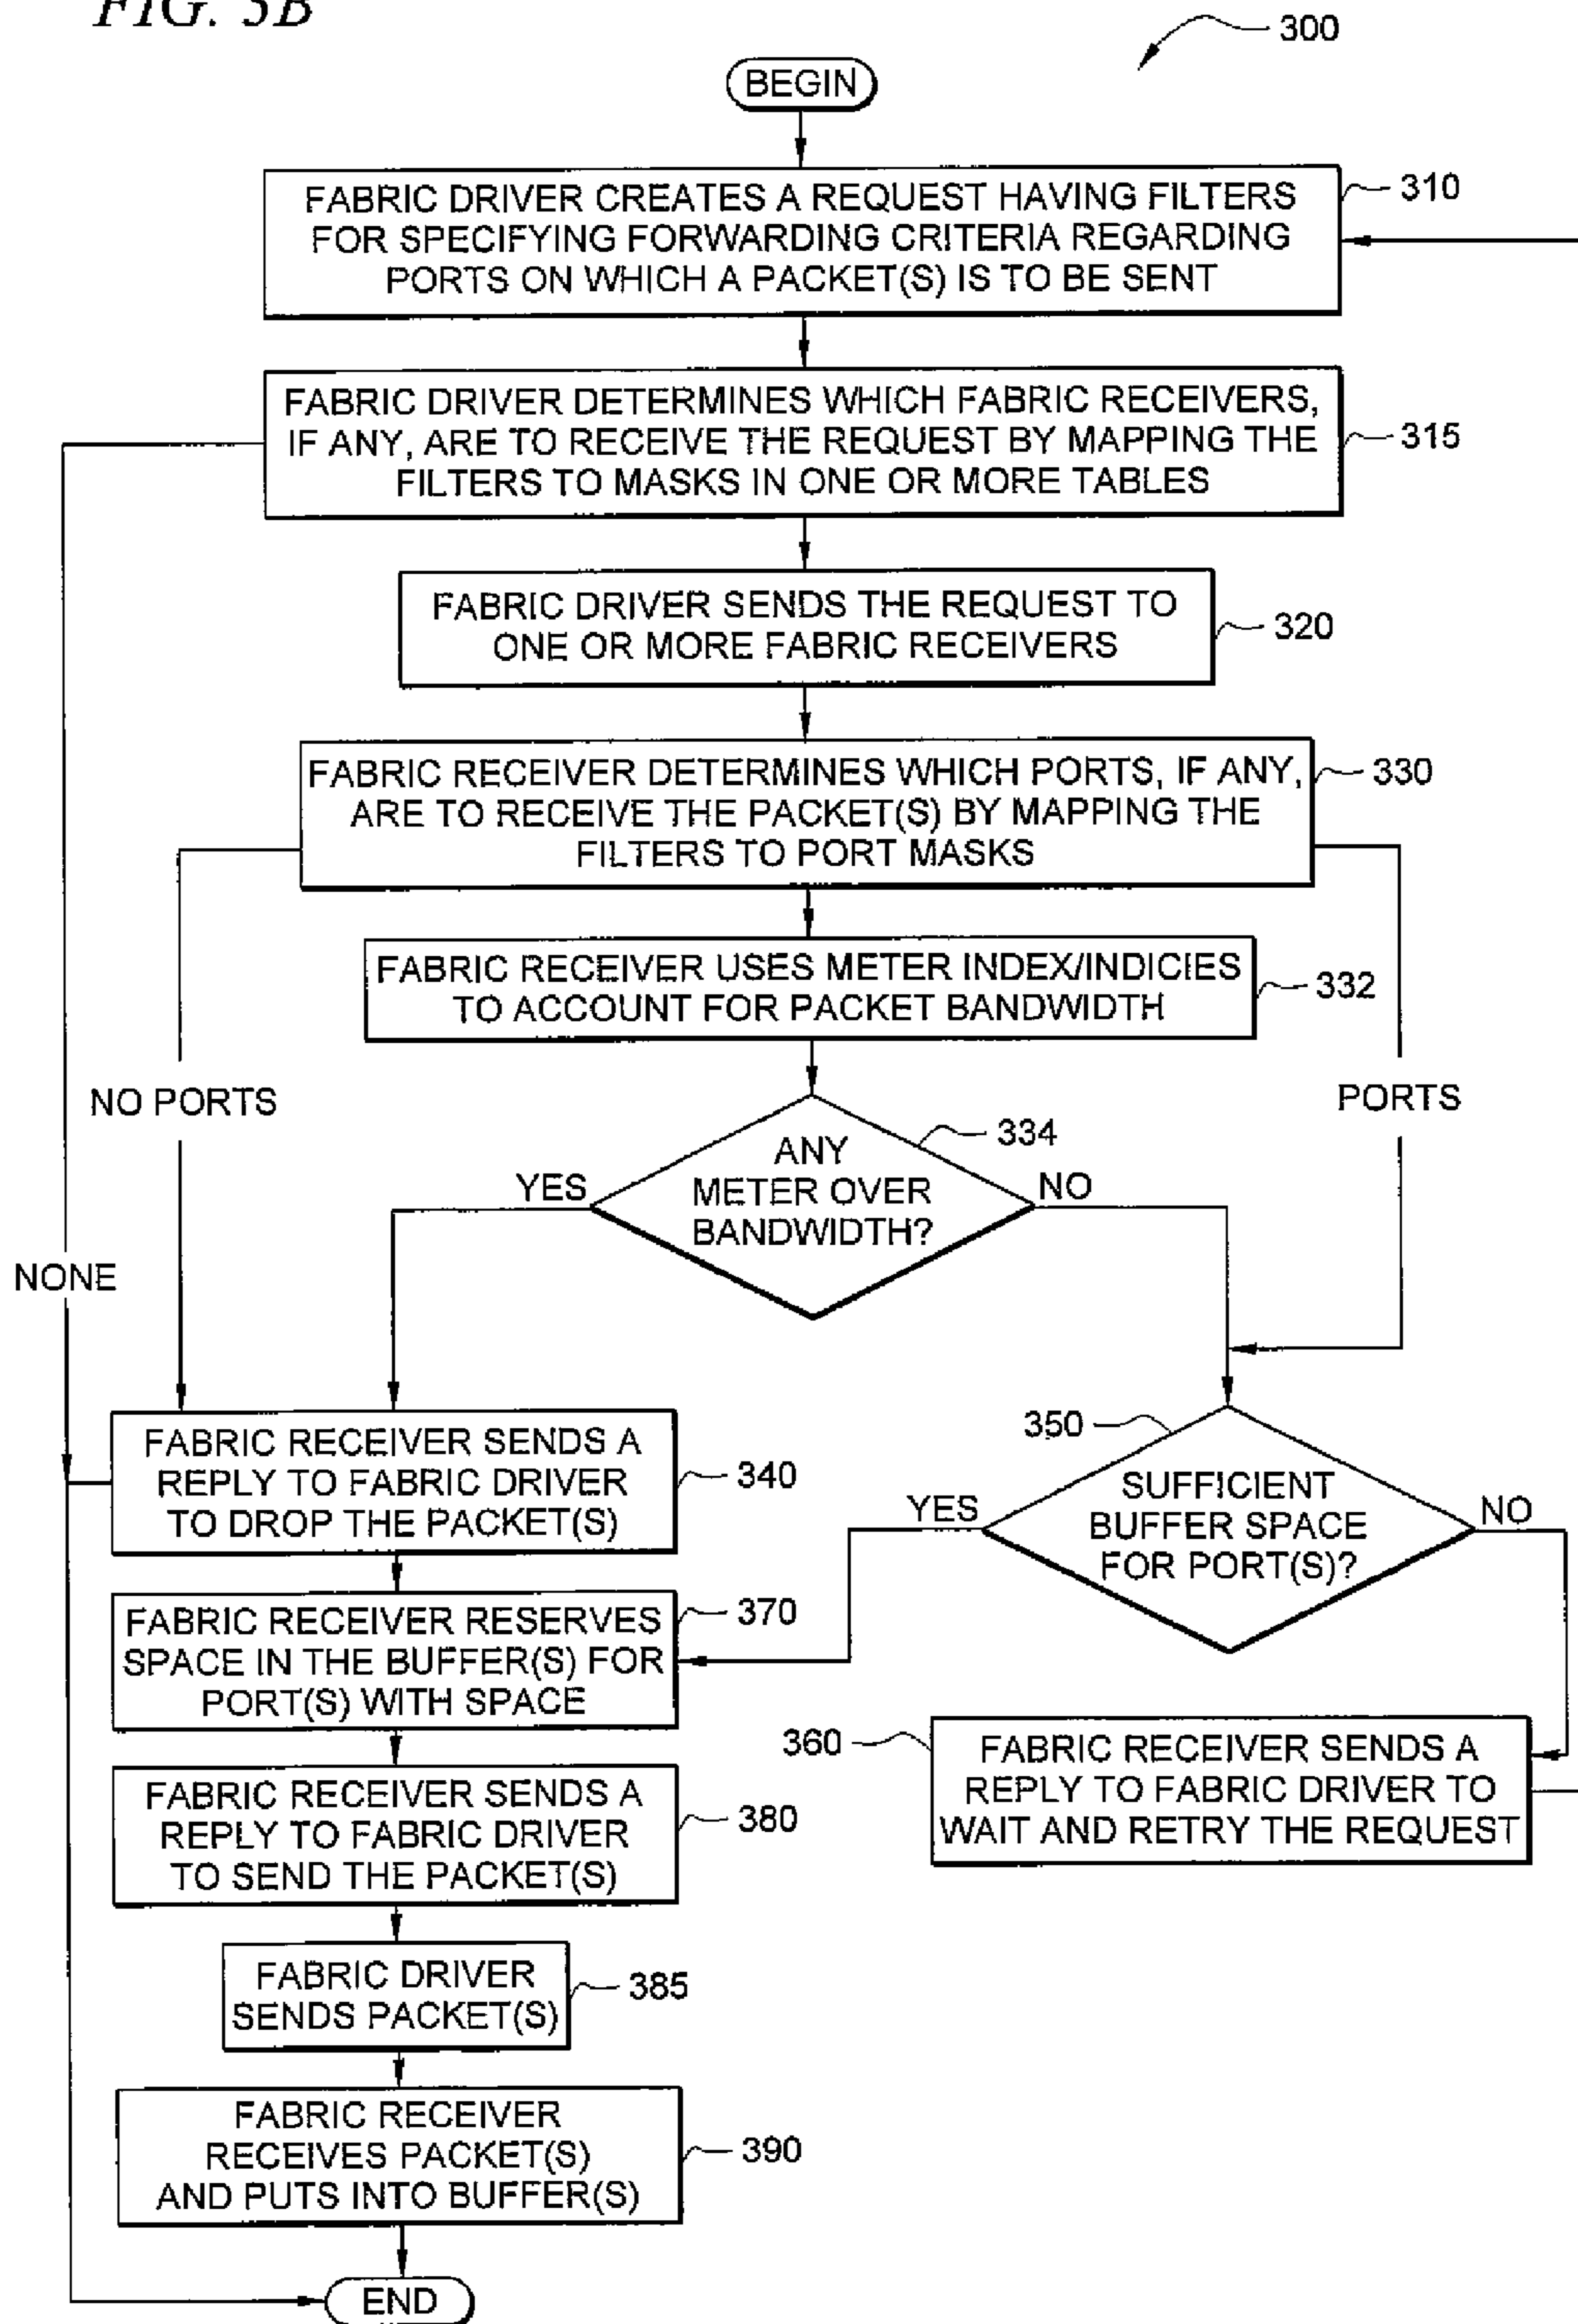 FIG. 3B
300
BEGIN
FABRIC DRIVER CREATES A REQUEST HAVING FILTERS
FOR SPECIFYING FORWARDING CRITERIA REGARDING
PORTS ON WHICH A PACKET(S) IS TO BE SENT
310
FABRIC DRIVER DETERMINES WHICH FABRIC RECEIVERS,
IF ANY, ARE TO RECEIVE THE REQUEST BY MAPPING THE
FILTERS TO MASKS IN ONE OR MORE TABLES
315
FABRIC DRIVER SENDS THE REQUEST TO
ONE OR MORE FABRIC RECEIVERS
320
FABRIC RECEIVER DETERMINES WHICH PORTS, IF ANY,
ARE TO RECEIVE THE PACKET(S) BY MAPPING THE
FILTERS TO PORT MASKS
330
FABRIC RECEIVER USES METER INDEX/INDICIES
TO ACCOUNT FOR PACKET BANDWIDTH
332
NO PORTS
PORTS
334
ANY
METER OVER
BANDWIDTH?
YES
NO
NONE
FABRIC RECEIVER SENDS A
REPLY TO FABRIC DRIVER
TO DROP THE PACKET(S)
340
350
SUFFICIENT
BUFFER SPACE
FOR PORT(S)?
YES
NO
FABRIC RECEIVER RESERVES
SPACE IN THE BUFFER(S) FOR
PORT(S) WITH SPACE
370
360
FABRIC RECEIVER SENDS A
REPLY TO FABRIC DRIVER TO
WAIT AND RETRY THE REQUEST
FABRIC RECEIVER SENDS A
REPLY TO FABRIC DRIVER
TO SEND THE PACKET(S)
380
FABRIC DRIVER
SENDS PACKET(S)
385
FABRIC RECEIVER
RECEIVES PACKET(S)
AND PUTS INTO BUFFER(S)
390
END